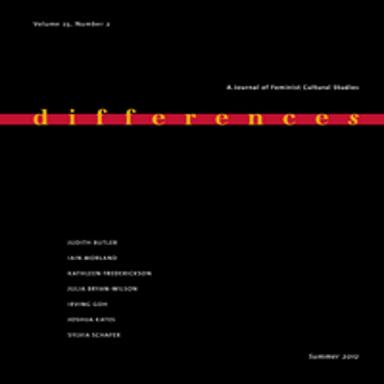 Volume 23, Number 2
A Journal of Feminist Cultural Studies
differences
JUDITH BUTLER
IAIN MORLAND
KATHLEEN FREDERICKSON
JULIA BRYAN-WILSON
IRVING GOH
JOSHUA KATES
SYLVIA SCHAFER
Summer 2012